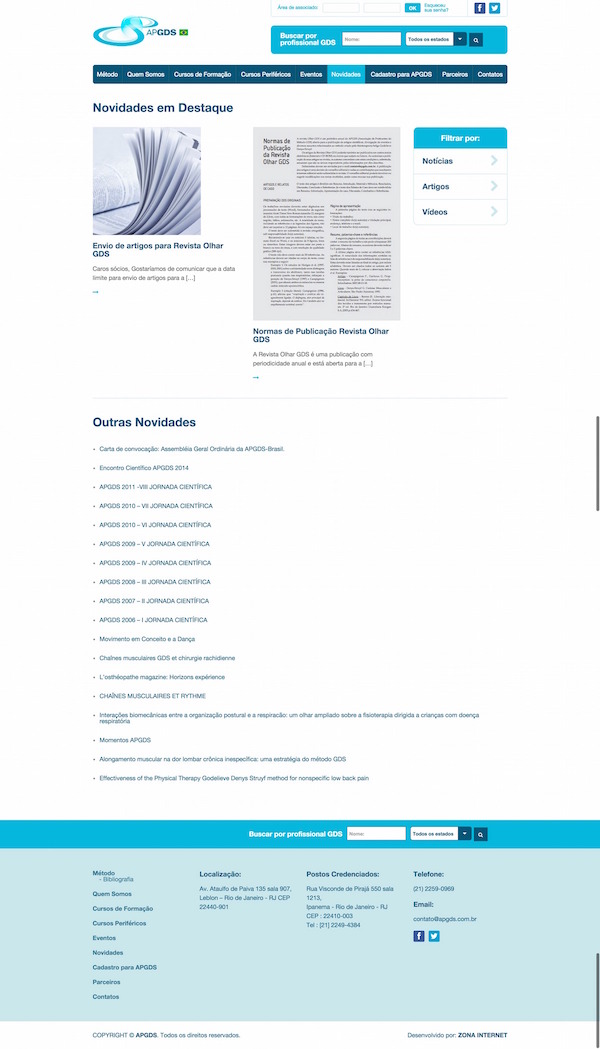 Área de associado:
OK
Esqueceu
sua senha?
APGDS
Buscar por
profissional GDS
Nome:
Todos os estados
Método
Quem Somos
Cursos de Formação
Cursos Periféricos
Eventos
Novidades
Cadastro para APGDS
Parceiros
Contatos
Novidades em Destaque
Envio de artigos para Revista Olhar
GDS
Caros sócios, Gostaríamos de comunicar que a data
limite para envio de artigos para a [...]
→
Normas de
Publicação
da Revista
Olhar GDS
Normas de Publicação Revista Olhar
GDS
A Revista Olhar GDS é uma publicação com
periodicidade anual e está aberta para a [...]
→
Filtrar por:
Notícias
Artigos
Vídeos
Outras Novidades
Carta de convocação: Assembléia Geral Ordinária da APGDS-Brasil.
Encontro Científico APGDS 2014
APGDS 2011 -VIII JORNADA CIENTÍFICA
APGDS 2010 – VII JORNADA CIENTÍFICA
APGDS 2010 – VI JORNADA CIENTÍFICA
APGDS 2009 – V JORNADA CIENTÍFICA
APGDS 2009 – IV JORNADA CIENTÍFICA
APGDS 2008 – III JORNADA CIENTÍFICA
APGDS 2007 – II JORNADA CIENTÍFICA
APGDS 2006 – I JORNADA CIENTÍFICA
Movimento em Conceito e a Dança
Chaînes musculaires GDS et chirurgie rachidienne
L'osthéopathe magazine: Horizons expérience
CHAÎNES MUSCULAIRES ET RYTHME
Interações biomecânicas entre a organização postural e a respiracão: um olhar ampliado sobre a fisioterapia dirigida a crianças com doença
respiratória
Momentos APGDS
Alongamento muscular na dor lombar crônica inespecífica: uma estratégia do método GDS
Effectiveness of the Physical Therapy Godelieve Denys Struyf method for nonspecific low back pain
Buscar por profissional GDS
Nome:
Todos os estados
Método
- Bibliografia
Quem Somos
Cursos de Formação
Cursos Periféricos
Eventos
Novidades
Cadastro para APGDS
Parceiros
Contatos
Localização:
Av. Ataulfo de Paiva 135 sala 907,
Leblon – Rio de Janeiro - RJ CEP
22440-901
Postos Credenciados:
Rua Visconde de Pirajá 550 sala
1213,
Ipanema - Rio de Janeiro - RJ
CEP : 22410-003
Tel : [21] 2249-4384
Telefone:
(21) 2259-0969
Email:
contato@apgds.com.br
COPYRIGHT © APGDS. Todos os direitos reservados.
Desenvolvido por: ZONA INTERNET